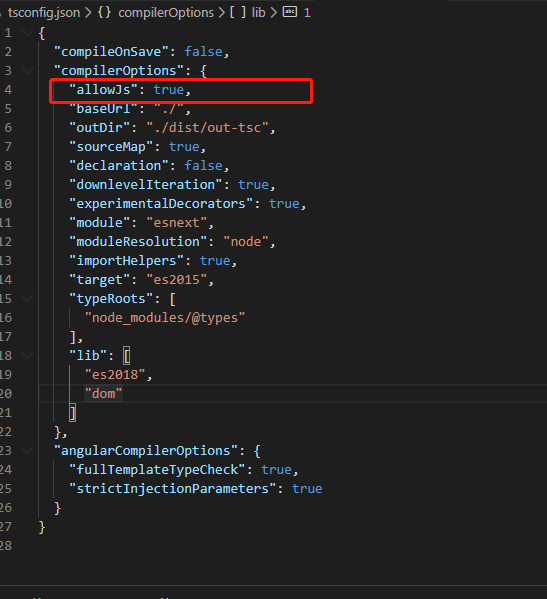 tsconfig.json > {} compilerOptions > [ ] lib > abc 1
1 {
2 "compileOnSave": false,
3 "compilerOptions": {
4 "allowJs": true,
5 "baseUrl": "./",
6 "outDir": "./dist/out-tsc",
7 "sourceMap": true,
8 "declaration": false,
9 "downlevelIteration": true,
10 "experimentalDecorators": true,
11 "module": "esnext",
12 "moduleResolution": "node",
13 "importHelpers": true,
14 "target": "es2015",
15 "typeRoots": [
16 "node_modules/@types"
17 ],
18 "lib": [
19 "es2018",
20 "dom"
21 ]
22 },
23 "angularCompilerOptions": {
24 "fullTemplateTypeCheck": true,
25 "strictInjectionParameters": true
26 }
27 }
28